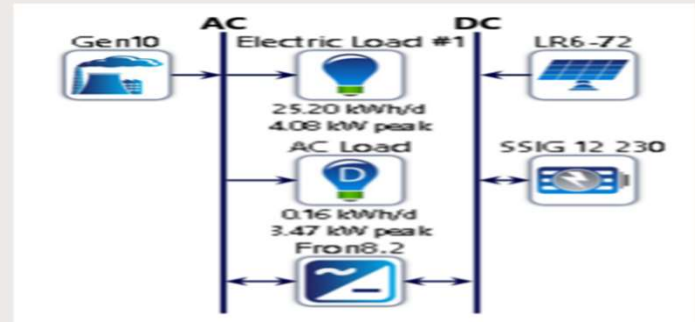 AC DC
Gen10 Electric Load #1 LR6-72
25.20 kWh/d
4.08 kW peak
AC Load SSIG 12 230
D
0.16 kWh/d
3.47 kW peak
Fron8.2